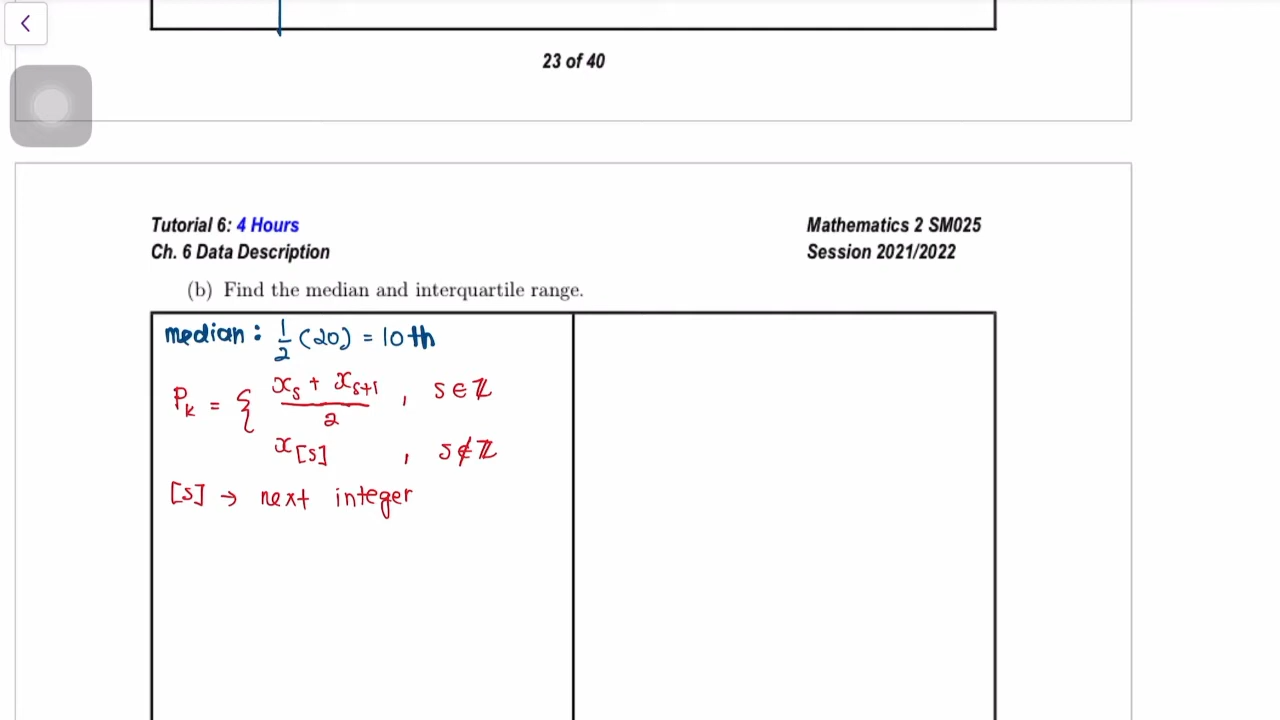 23 of 40
Tutorial 6: 4 Hours
Mathematics 2 SM025
Ch. 6 Data Description
Session 2021/2022
(b) Find the median and interquartile range.
median : 1/2 (20) = 10th
Pₖ = { (xₛ + xₛ₊₁)/2 , s ∈ ℤ
x[s] , s ∉ ℤ
[s] → next integer